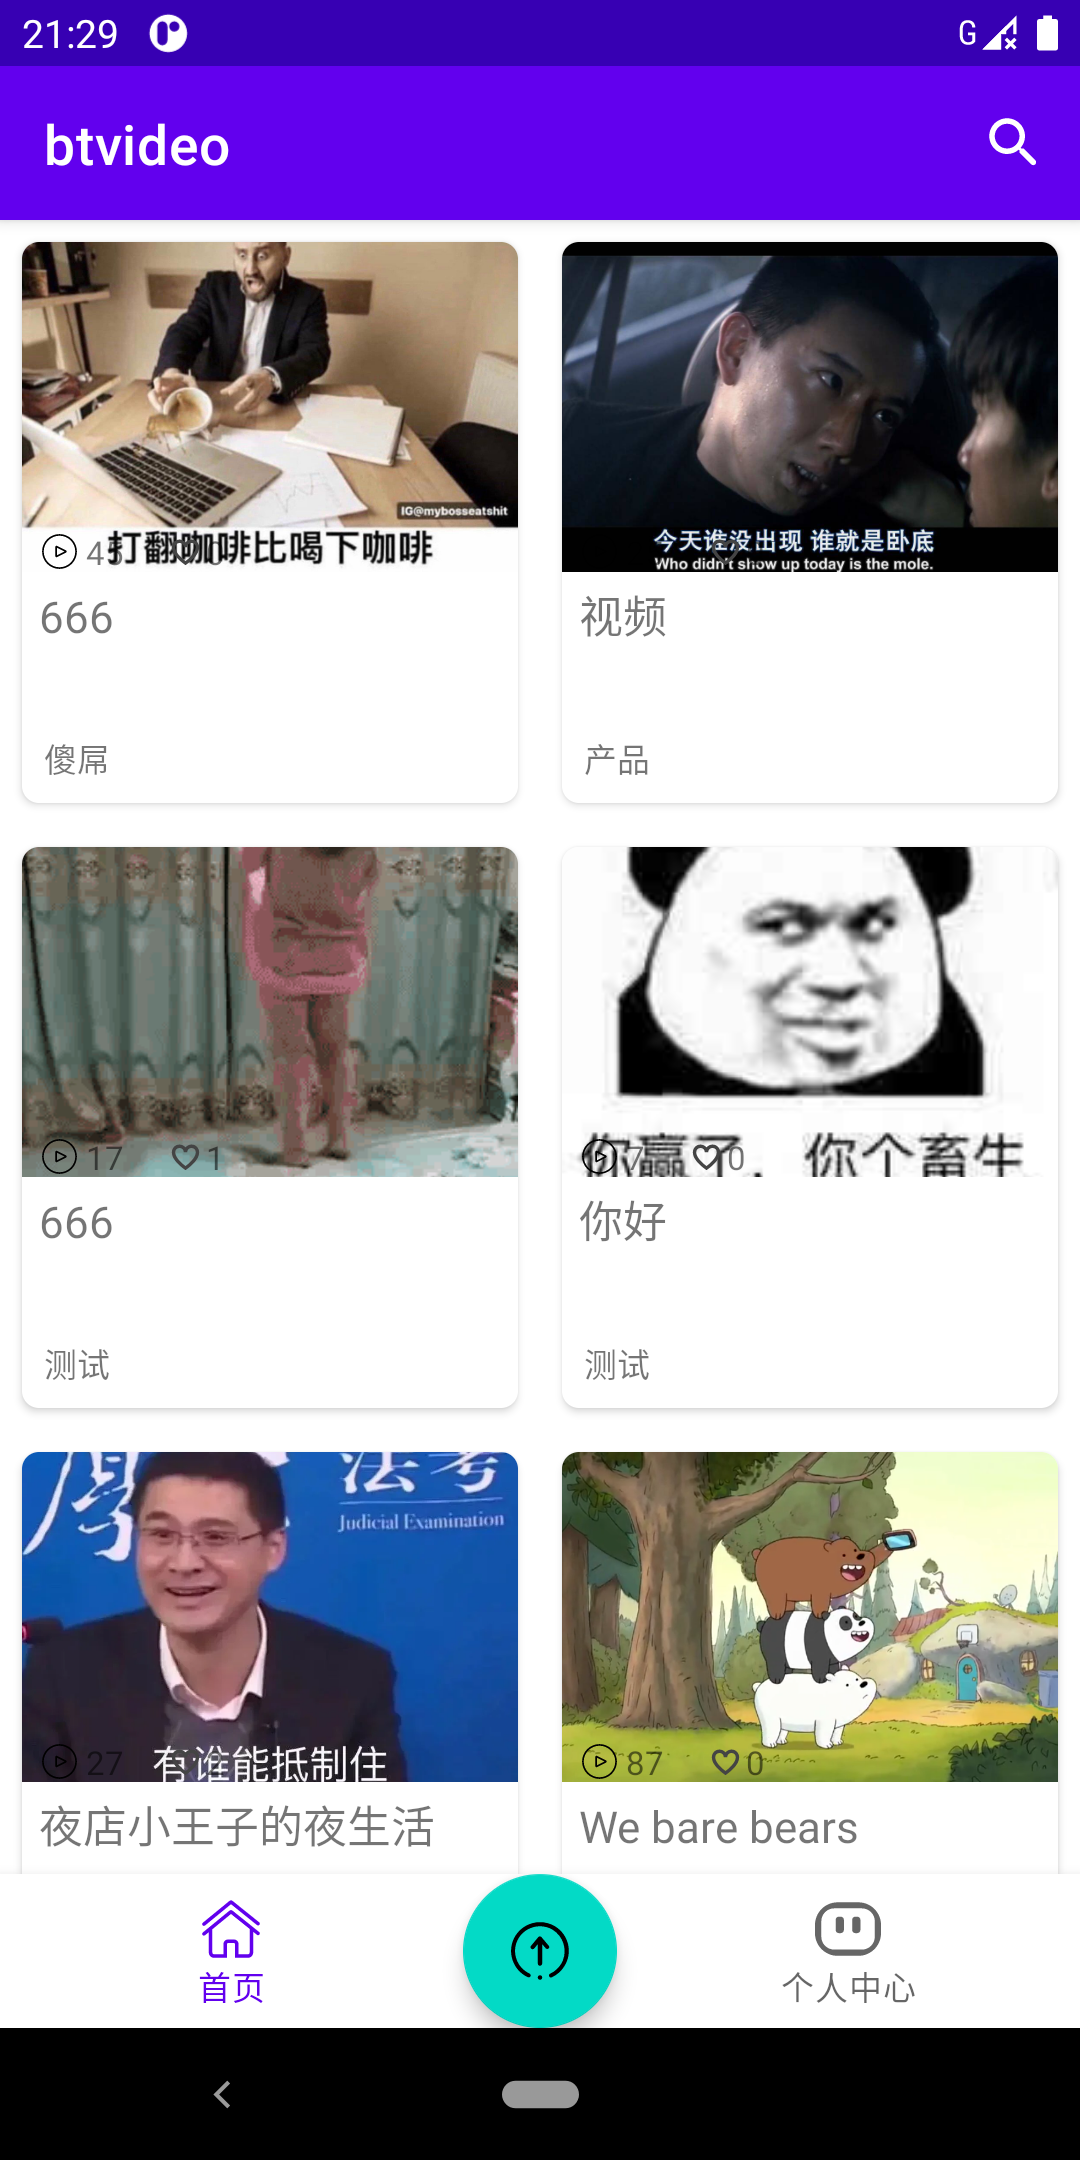 21:29
G
btvideo
IG@mybosseatshit
打翻咖啡比喝下咖啡
666
傻屌
今天谁没出现 谁就是卧底
Who didn't show up today is the mole.
视频
产品
17 1
666
测试
你赢了，你个畜生
7 0
你好
测试
法考
Judicial Examination
有谁能抵制住
27
夜店小王子的夜生活
87 0
We bare bears
首页
个人中心